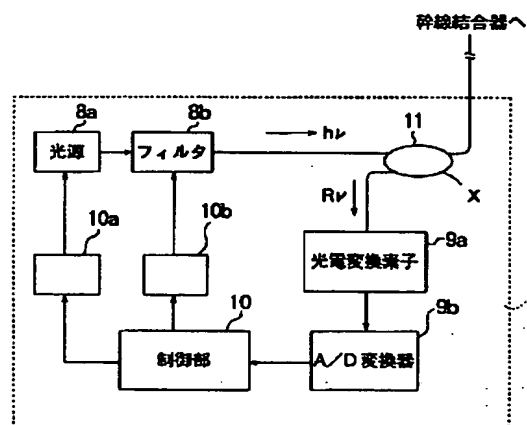 幹線結合器へ
8a
光源
8b
フィルタ
hν
11
X
Rν
10a
10b
9a
光電変換素子
9b
10
制御部
A/D変換器